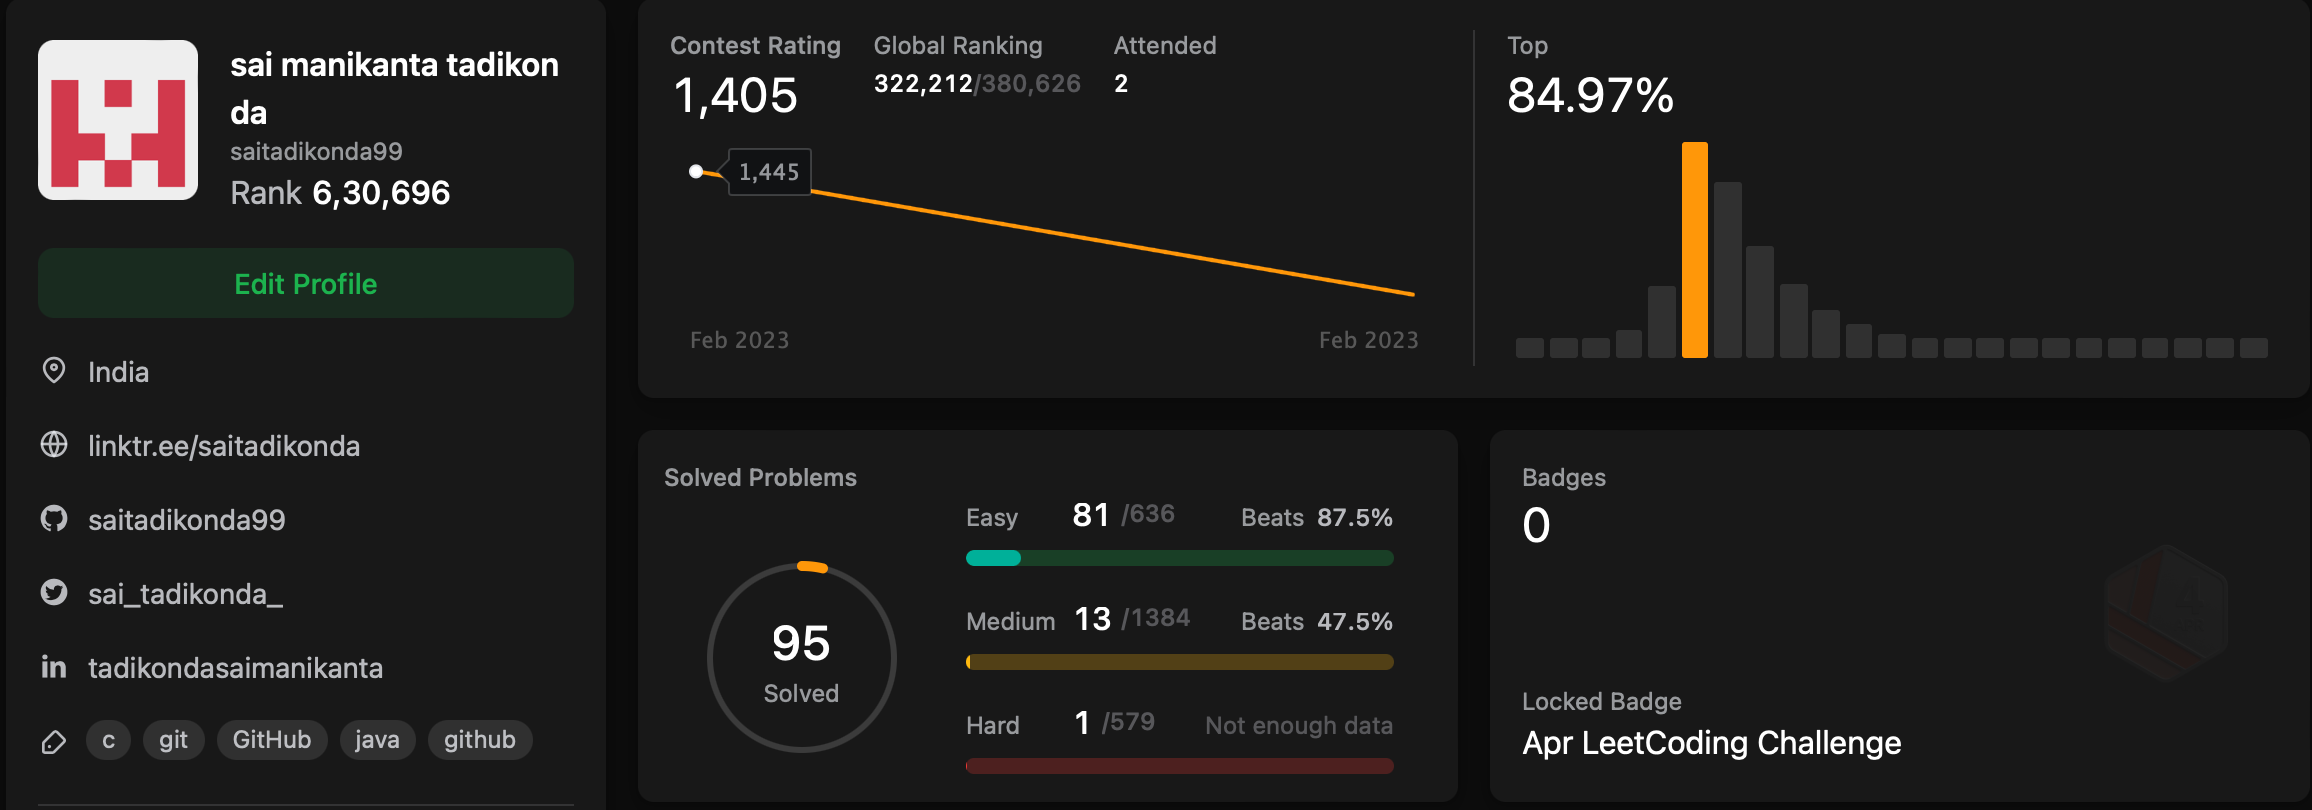 sai manikanta tadikon
da
saitadikonda99
Rank 6,30,696
Edit Profile
India
linktr.ee/saitadikonda
saitadikonda99
sai_tadikonda_
in tadikondasaimanikanta
c git GitHub java github
Contest Rating Global Ranking Attended
1,405 322,212/380,626 2
1,445
Feb 2023 Feb 2023
Top
84.97%
Solved Problems
95
Solved
Easy 81 /636 Beats 87.5%
Medium 13 /1384 Beats 47.5%
Hard 1 /579 Not enough data
Badges
0
Locked Badge
Apr LeetCoding Challenge